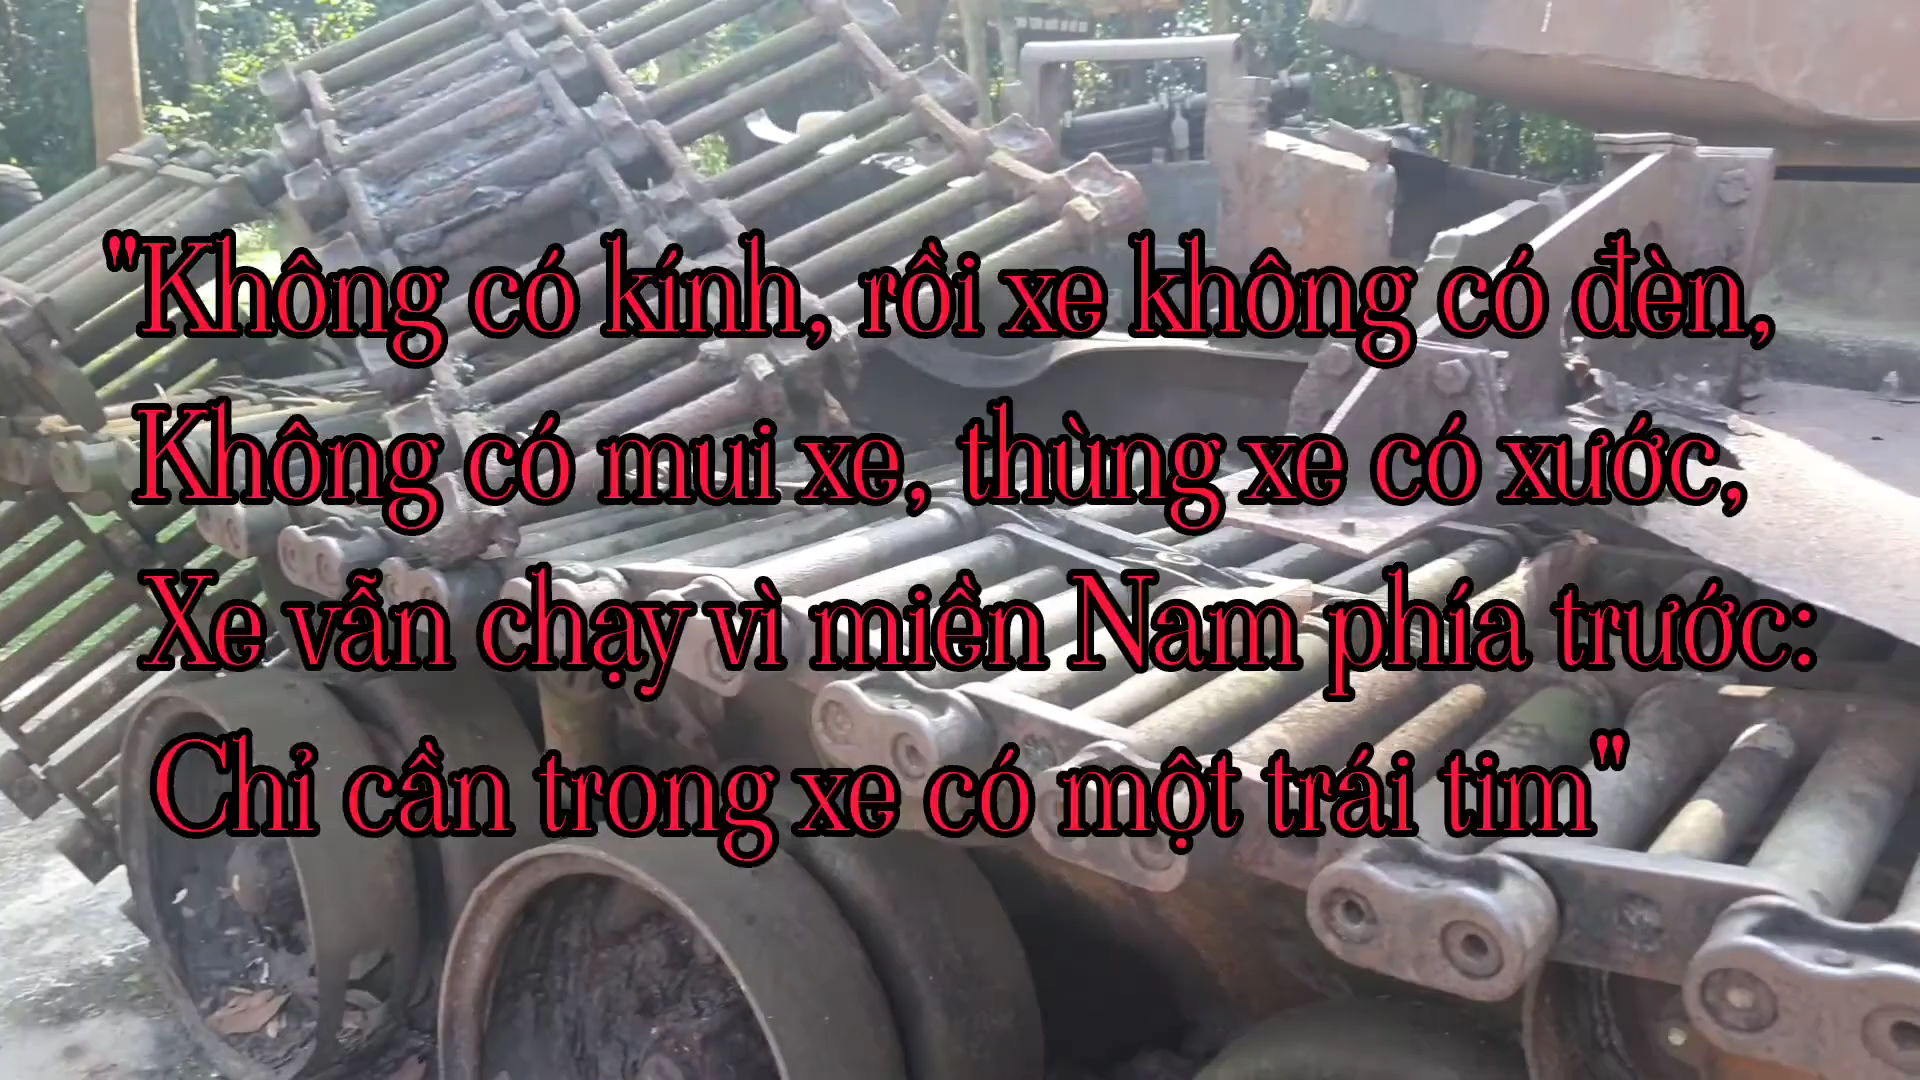 "Không có kính, rồi xe không có đèn,
Không có mui xe, thùng xe có xước,
Xe vẫn chạy vì miền Nam phía trước:
Chỉ cần trong xe có một trái tim"